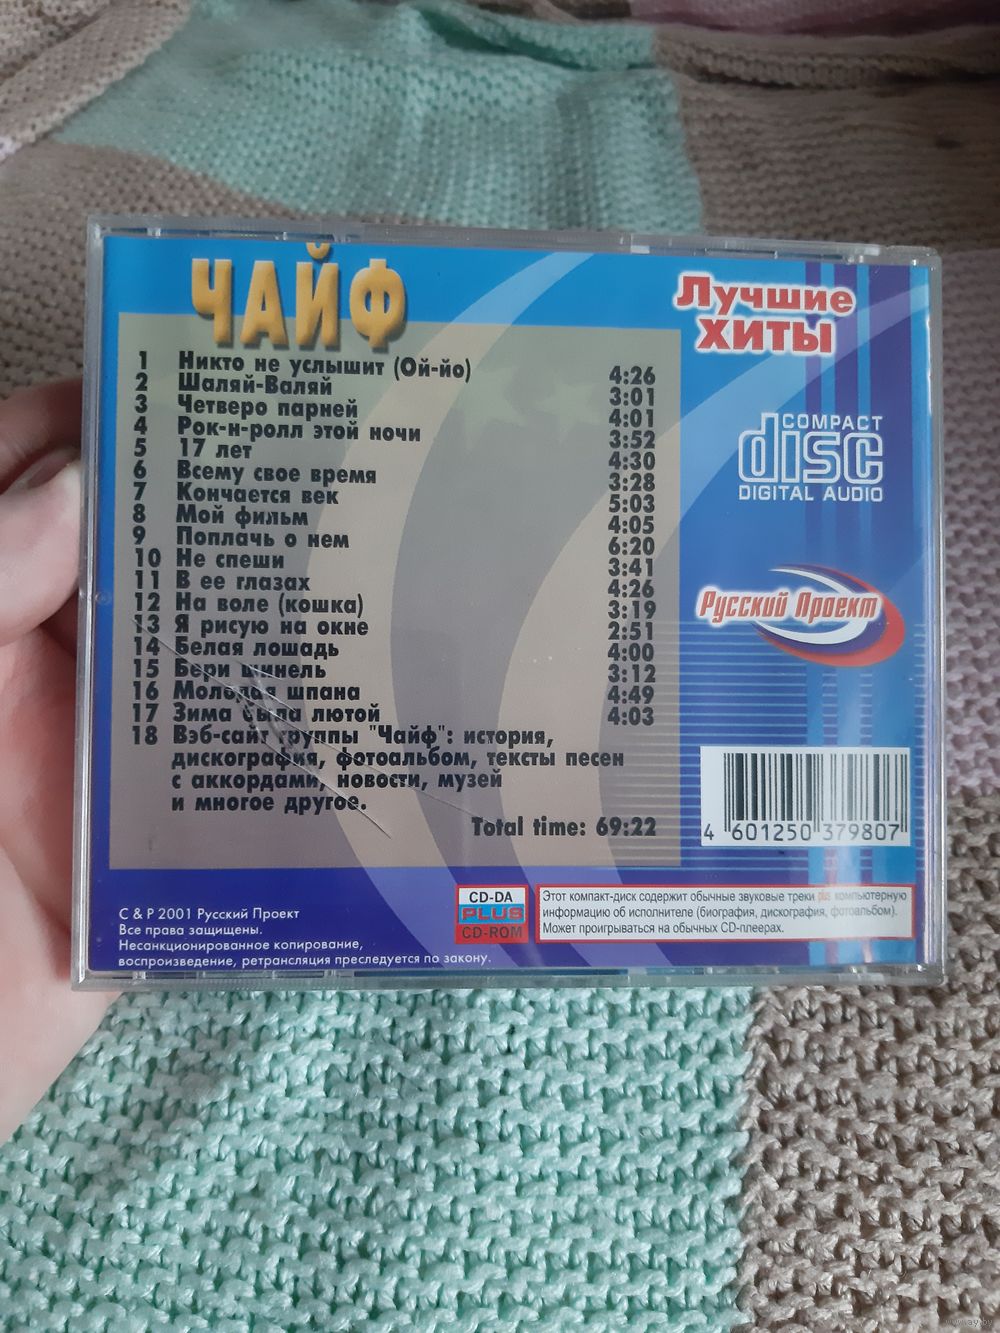 ЧАЙФ
Лучшие
ХИТЫ
1 Никто не услышит (Ой-йо) 4:26
2 Шаляй-Валяй 3:01
3 Четверо парней 4:01
4 Рок-н-ролл этой ночи 3:52
5 17 лет 4:30
6 Всему свое время 3:28
7 Кончается век 5:03
8 Мой фильм 4:05
9 Поплачь о нем 6:20
10 Не спеши 3:41
11 В ее глазах 4:26
12 На воле (кошка) 3:19
13 Я рисую на окне 2:51
14 Белая лошадь 4:00
15 Бери шинель 3:12
16 Молодая шпана 4:49
17 Зима была лютой 4:03
18 Вэб-сайт группы "Чайф": история,
дискография, фотоальбом, тексты песен
с аккордами, новости, музей
и многое другое.
Total time: 69:22
COMPACT
disc
DIGITAL AUDIO
Русский Проект
4 601250 379807
С & Р 2001 Русский Проект
Все права защищены.
Несанкционированное копирование,
воспроизведение, ретрансляция преследуется по закону.
CD-DA
PLUS
CD-ROM
Этот компакт-диск содержит обычные звуковые треки plus компьютерную
информацию об исполнителе (биография, дискография, фотоальбом).
Может проигрываться на обычных CD-плеерах.
www.ay.by